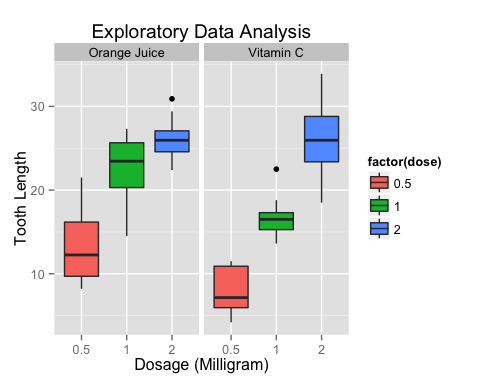 Exploratory Data Analysis
Orange Juice Vitamin C
Tooth Length
30
20
10
0.5 1 2 0.5 1 2
Dosage (Milligram)
factor(dose)
0.5
1
2